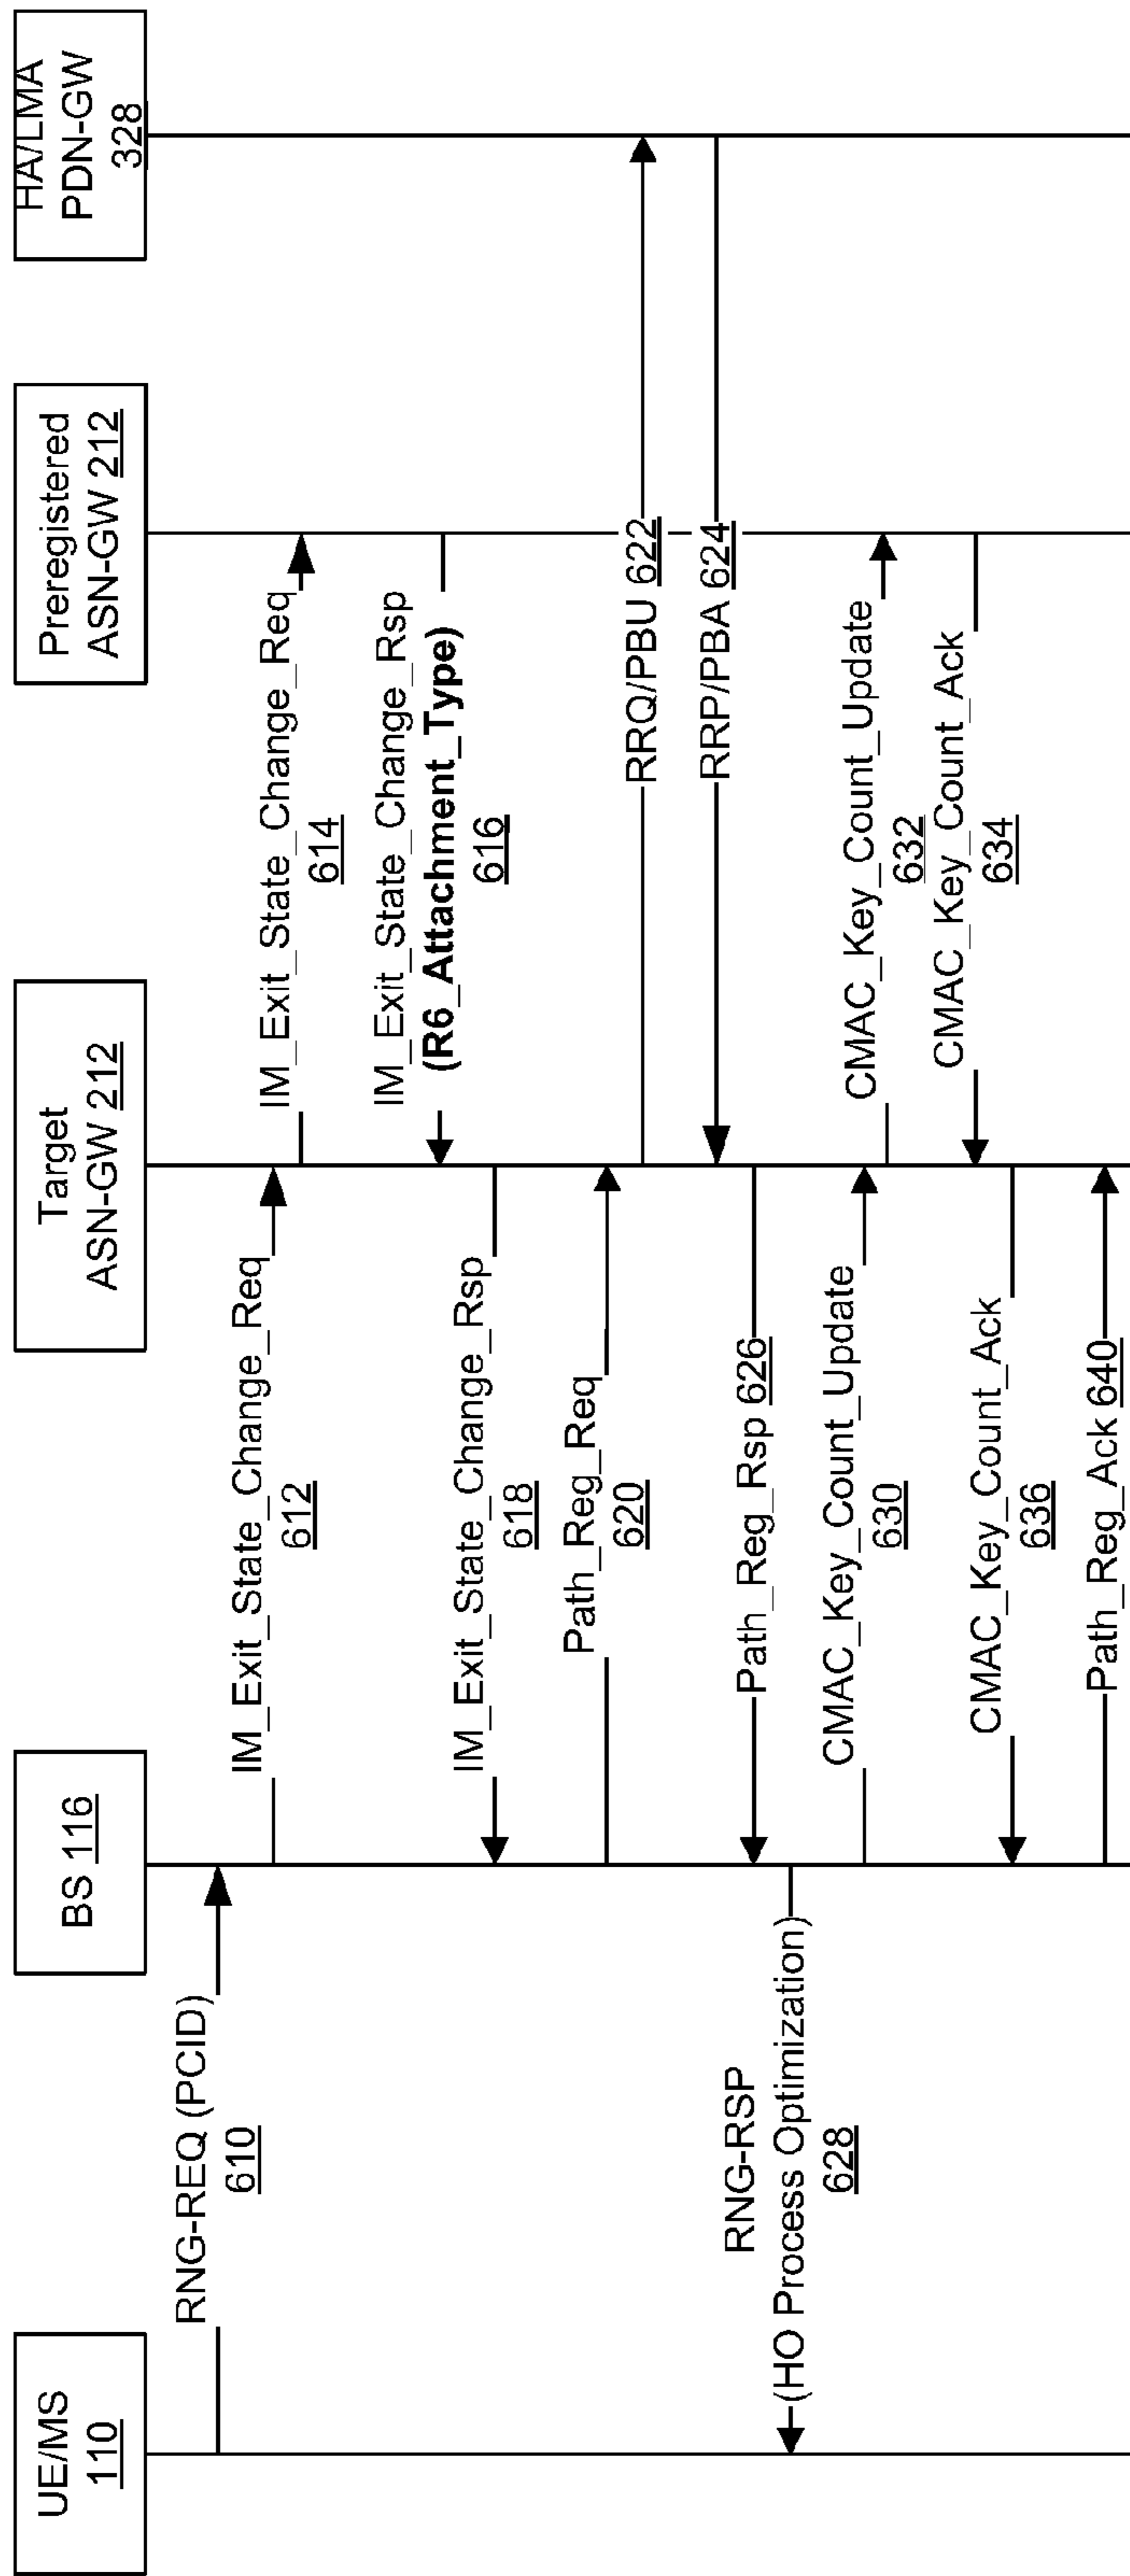 UE/MS
110
BS 116
Target
ASN-GW 212
Preregistered
ASN-GW 212
HA/LMA
PDN-GW
328
RNG-REQ (PCID)
610
IM_Exit_State_Change_Req
612
IM_Exit_State_Change_Req
614
IM_Exit_State_Change_Rsp
(R6_Attachment_Type)
616
IM_Exit_State_Change_Rsp
618
Path_Reg_Req
620
RRQ/PBU 622
RRP/PBA 624
Path_Reg_Rsp 626
RNG-RSP
(HO Process Optimization)
628
CMAC_Key_Count_Update
630
CMAC_Key_Count_Update
632
CMAC_Key_Count_Ack
634
CMAC_Key_Count_Ack
636
Path_Reg_Ack 640